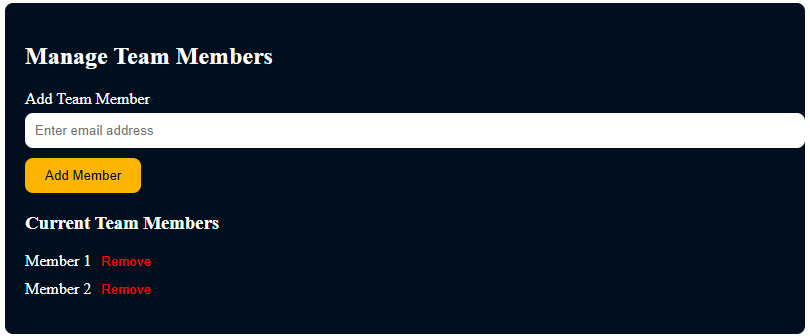 Manage Team Members
Add Team Member
Enter email address
Add Member
Current Team Members
Member 1 Remove
Member 2 Remove